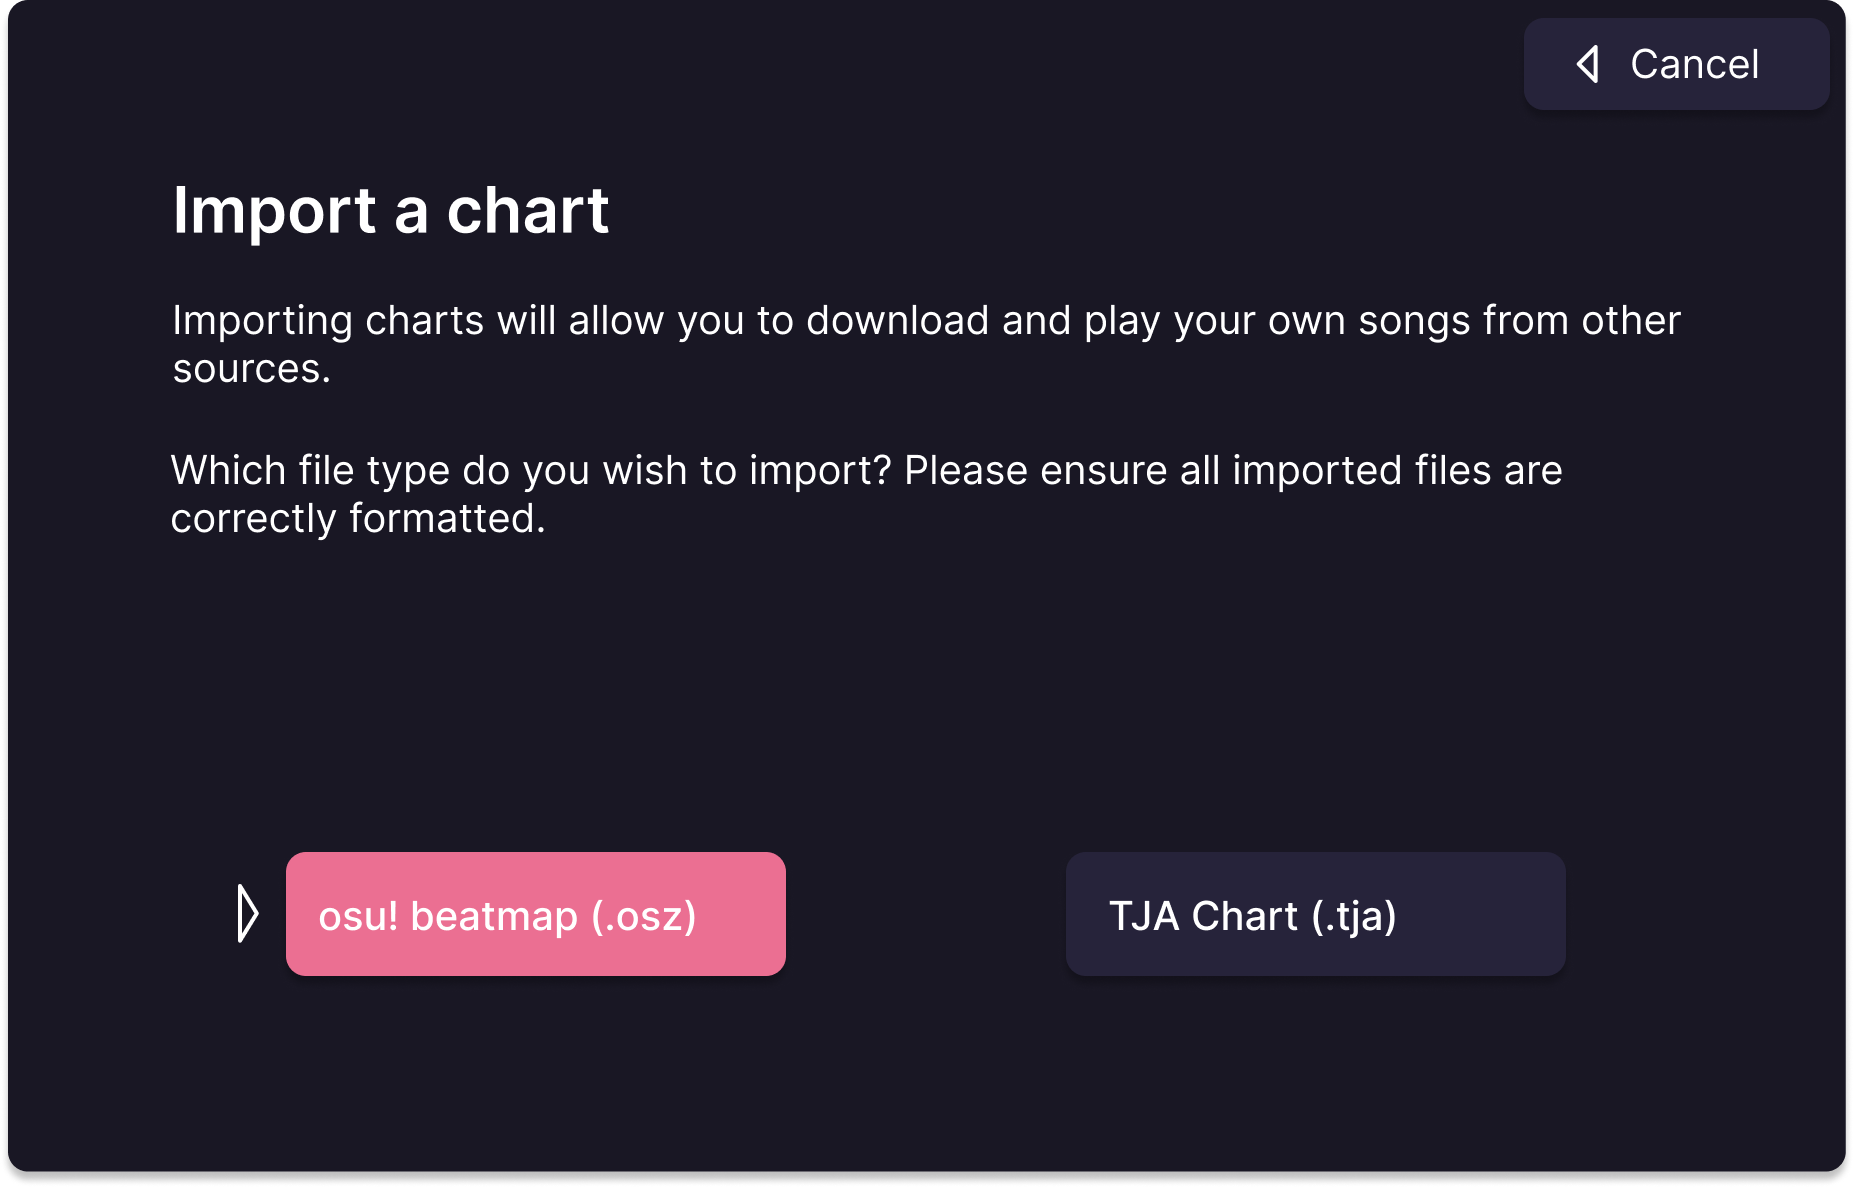 Cancel
Import a chart
Importing charts will allow you to download and play your own songs from other
sources.
Which file type do you wish to import? Please ensure all imported files are
correctly formatted.
osu! beatmap (.osz)
TJA Chart (.tja)